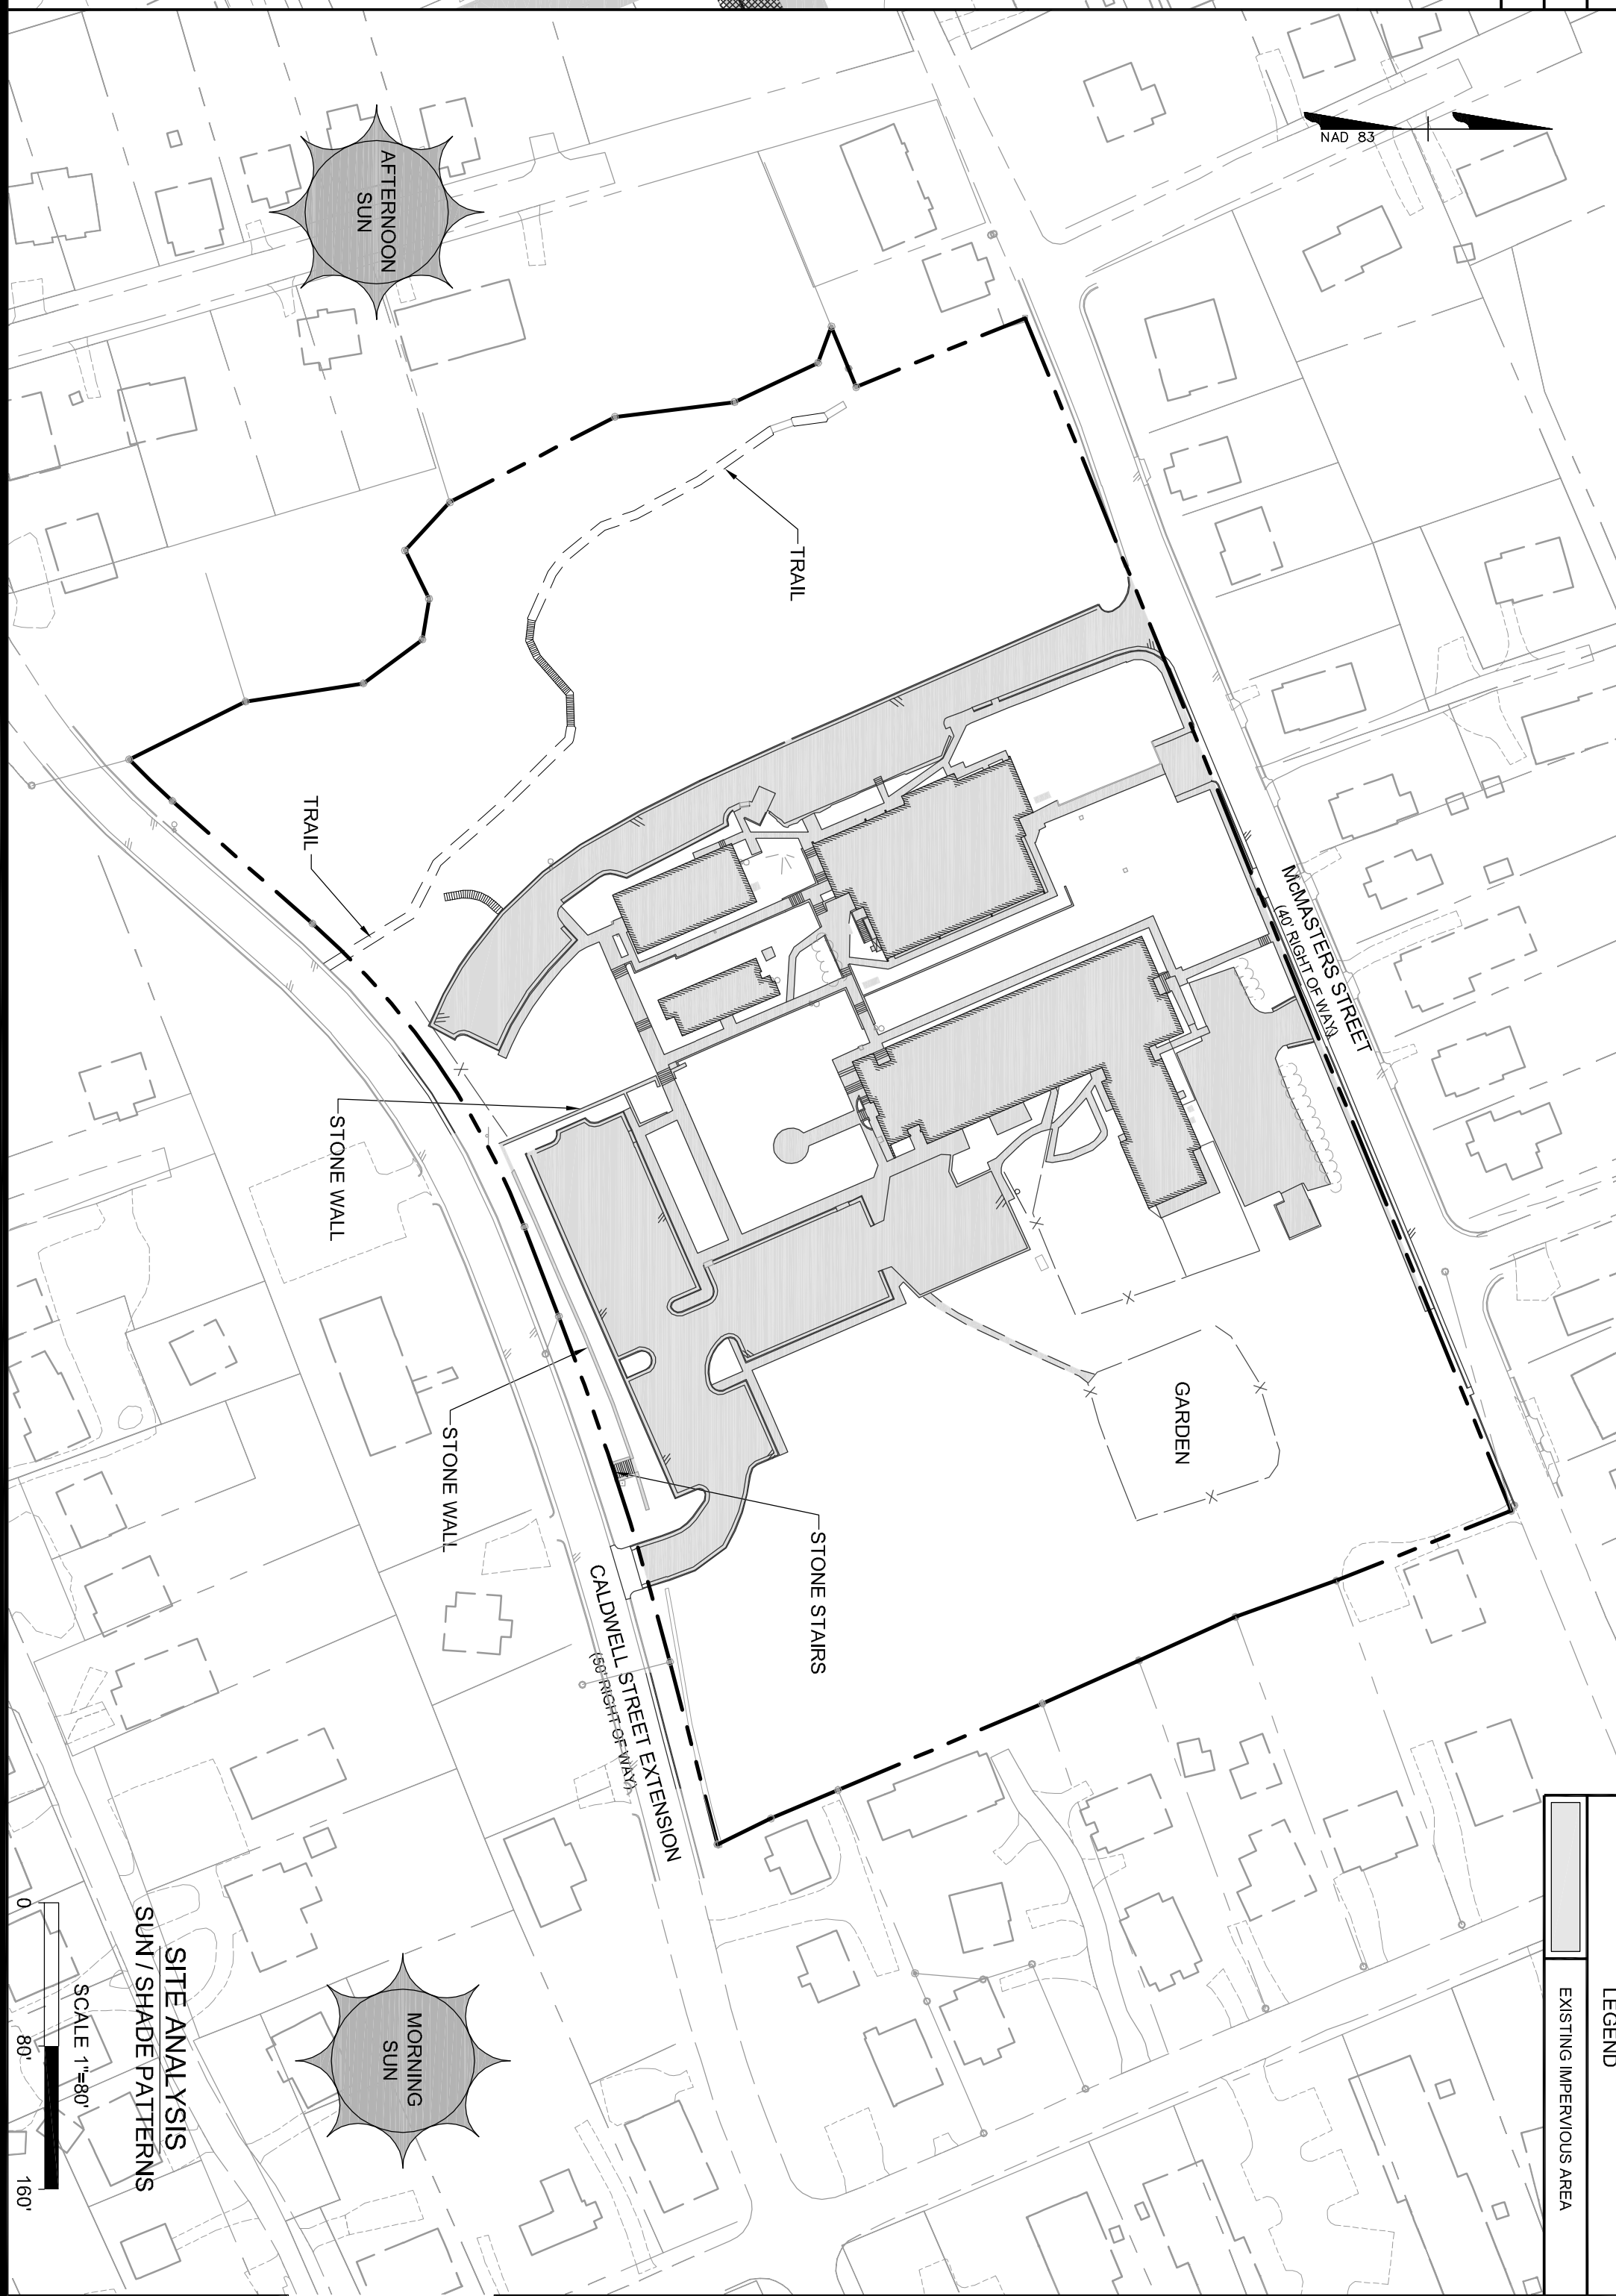 NAD 83
AFTERNOON
SUN
TRAIL
TRAIL
McMASTERS STREET
(40' RIGHT OF WAY)
STONE WALL
STONE WALL
GARDEN
STONE STAIRS
CALDWELL STREET EXTENSION
(50' RIGHT OF WAY)
MORNING
SUN
LEGEND
EXISTING IMPERVIOUS AREA
SITE ANALYSIS
SUN / SHADE PATTERNS
SCALE 1"=80'
0 80' 160'